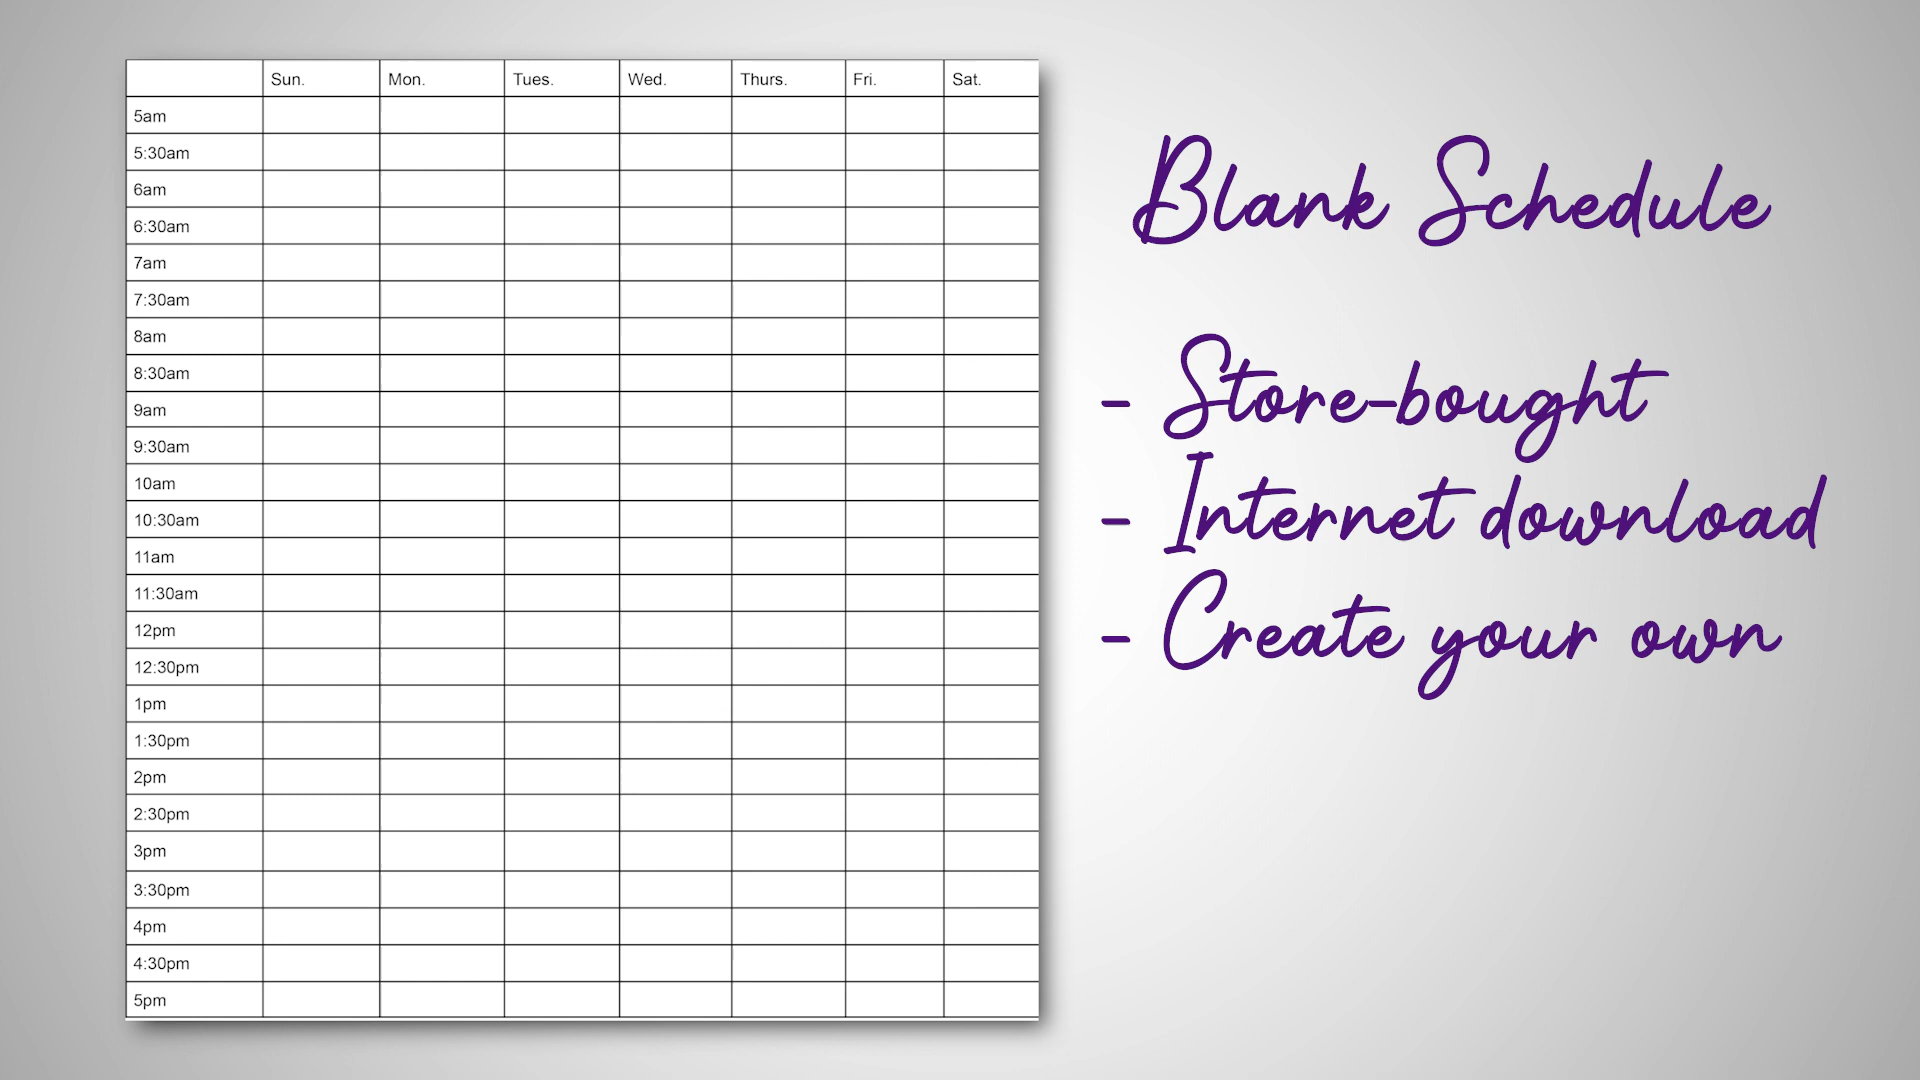 Sun. Mon. Tues. Wed. Thurs. Fri. Sat.
5am
5:30am
6am
6:30am
7am
7:30am
8am
8:30am
9am
9:30am
10am
10:30am
11am
11:30am
12pm
12:30pm
1pm
1:30pm
2pm
2:30pm
3pm
3:30pm
4pm
4:30pm
5pm
Blank Schedule
- Store-bought
- Internet download
- Create your own